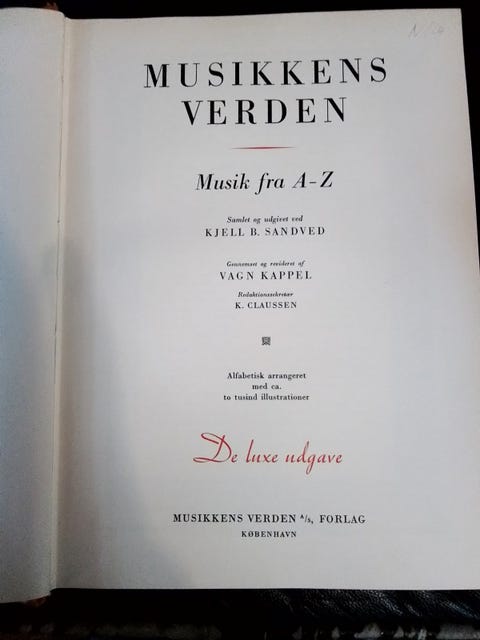 MUSIKKENS
VERDEN
Musik fra A-Z
Samlet og udgivet ved
KJELL B. SANDVED
Gennemset og revideret af
VAGN KAPPEL
Redaktionssekretær
K. CLAUSSEN
Alfabetisk arrangeret
med ca.
to tusind illustrationer
De luxe udgave
MUSIKKENS VERDEN A/S, FORLAG
KØBENHAVN